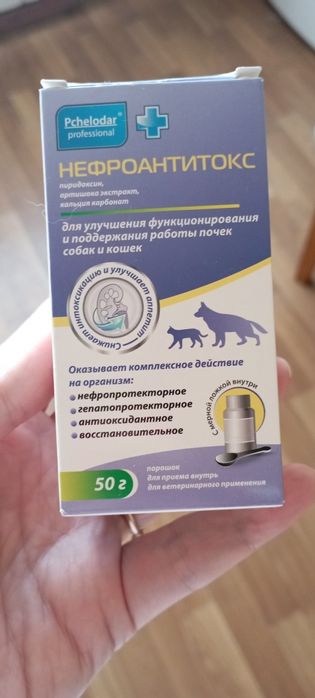 Pchelodar®
professional
НЕФРОАНТИТОКС
пиридоксин,
артишока экстракт,
кальция карбонат
для улучшения функционирования
и поддержания работы почек
собак и кошек
снижает интоксикацию и улучшает аппетит
Оказывает комплексное действие
на организм:
• нефропротекторное
• гепатопротекторное
• антиоксидантное
• восстановительное
С мерной ложкой внутри
50 г
порошок
для приема внутрь
для ветеринарного применения